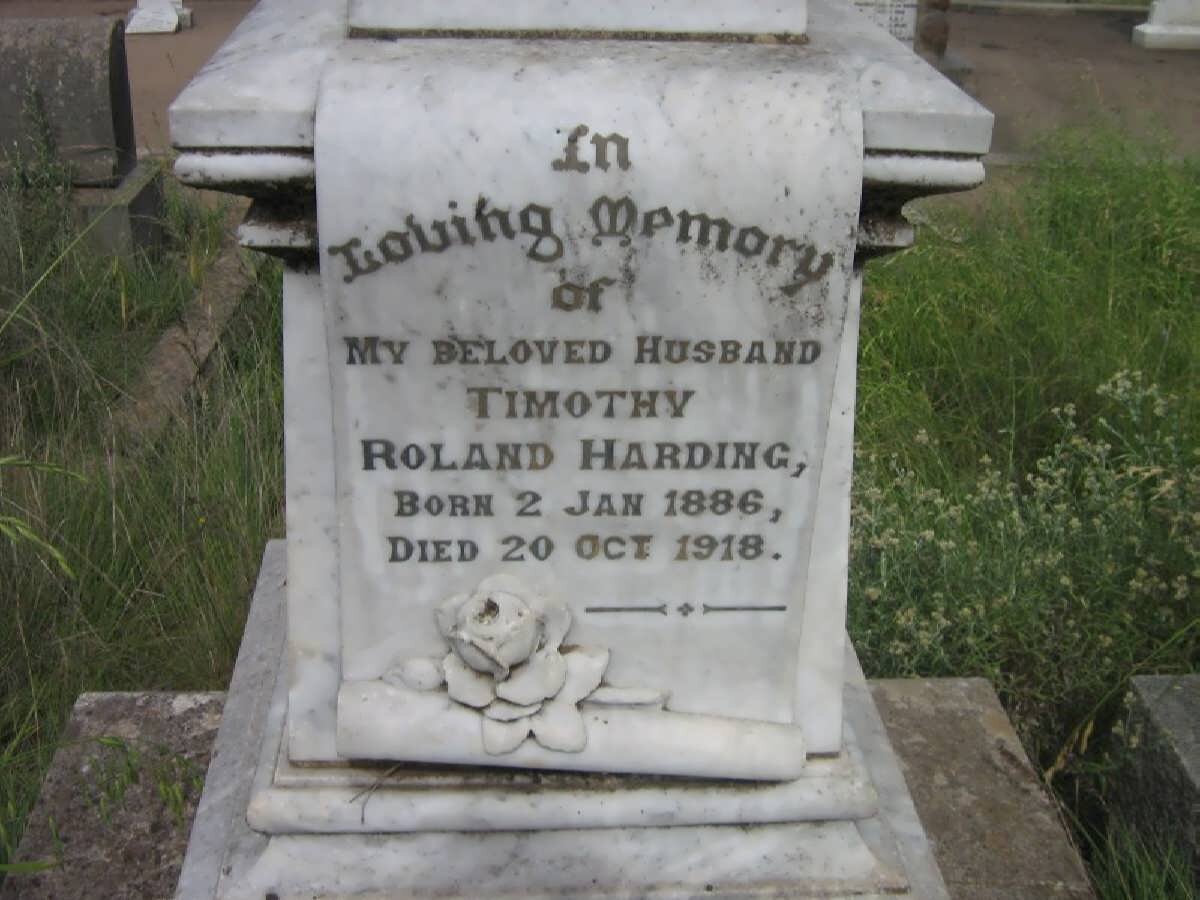 In
Loving Memory
of
MY BELOVED HUSBAND
TIMOTHY
ROLAND HARDING,
BORN 2 JAN 1886,
DIED 20 OCT 1918.